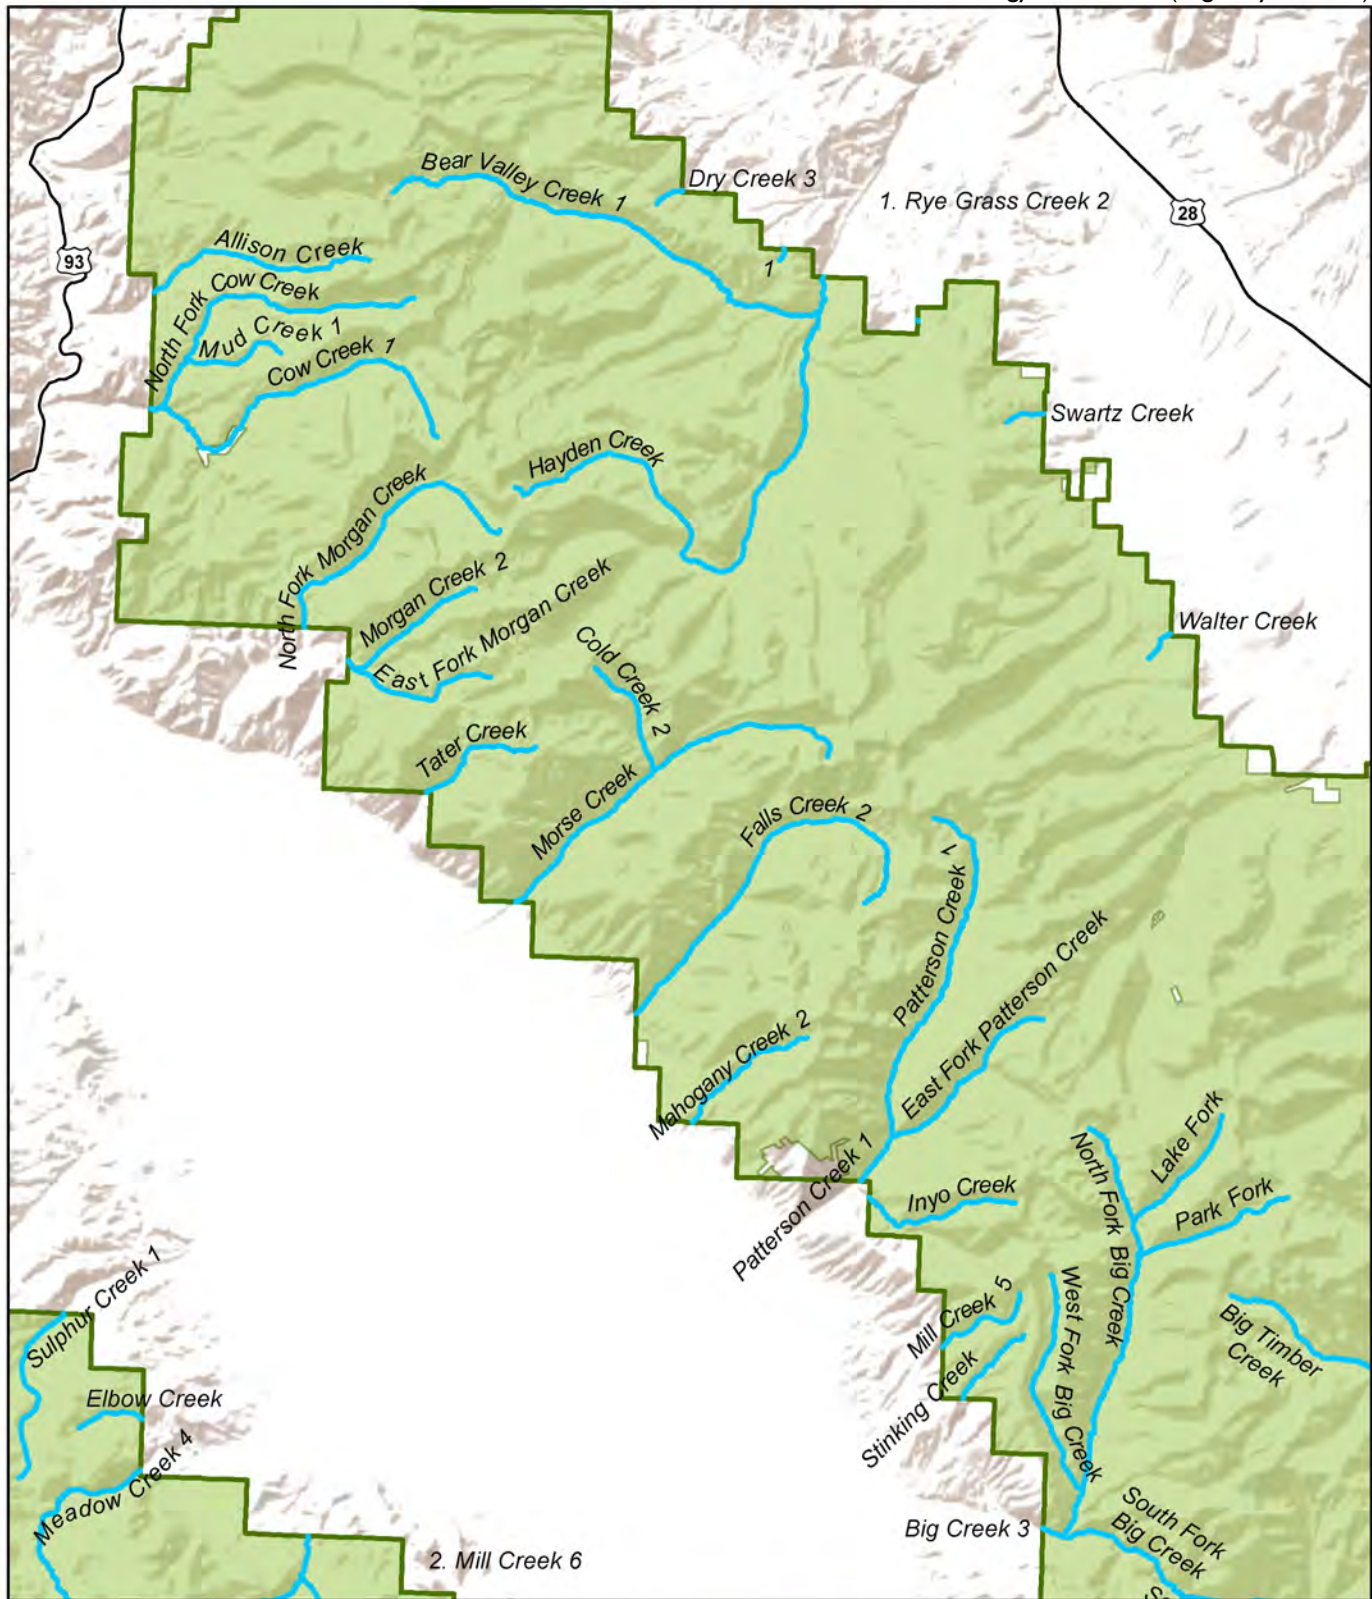 Bear Valley Creek 1
Dry Creek 3
1. Rye Grass Creek 2
28
93
Allison Creek
1
North Fork Cow Creek
Mud Creek 1
Cow Creek 1
Swartz Creek
Hayden Creek
North Fork Morgan Creek
Morgan Creek 2
East Fork Morgan Creek
Walter Creek
Cold Creek 2
Tater Creek
Morse Creek
Falls Creek 2
Patterson Creek 1
East Fork Patterson Creek
Mahogany Creek 2
Patterson Creek 1
Inyo Creek
North Fork Big Creek
Lake Fork
Park Fork
West Fork Big Creek
Mill Creek 5
Stinking Creek
Big Timber
Creek
Sulphur Creek 1
Elbow Creek
Meadow Creek 4
Big Creek 3
South Fork
Big Creek
2. Mill Creek 6